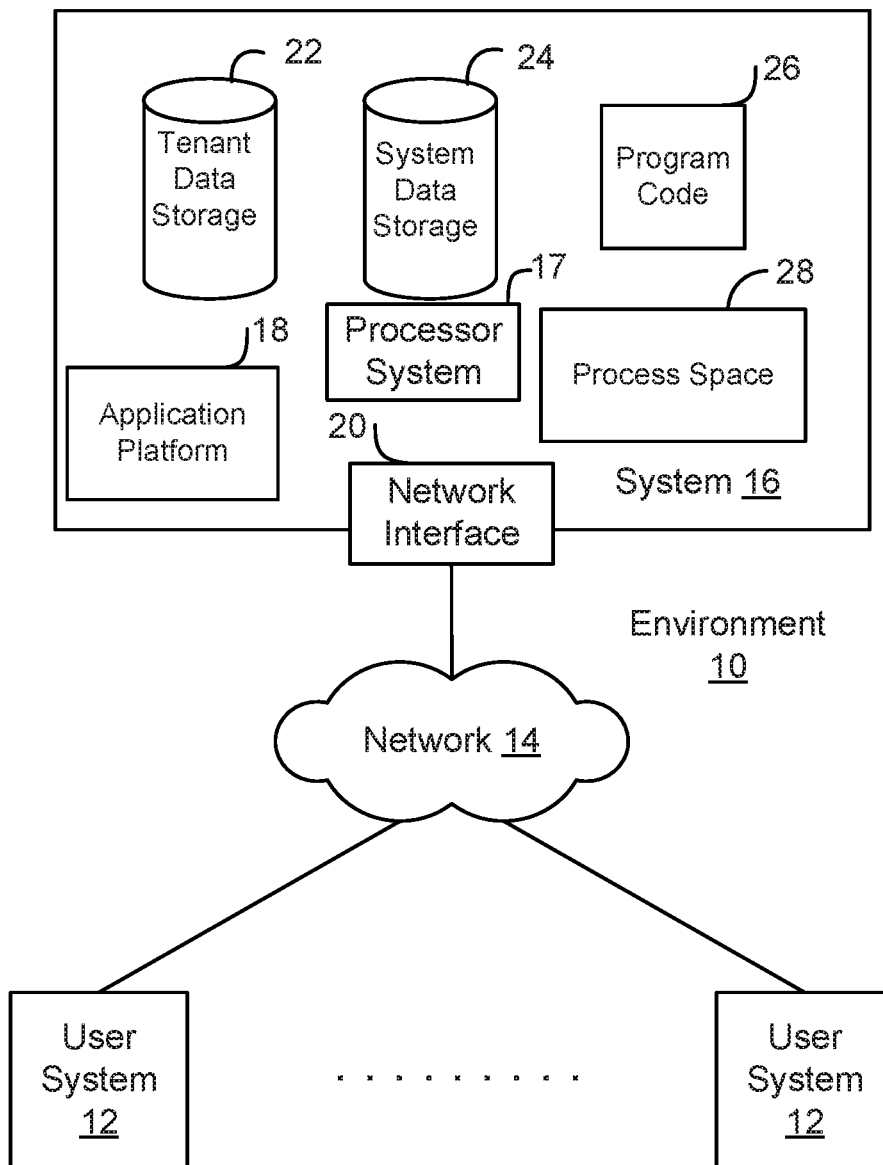 22
24
26
Tenant
Data
Storage
System
Data
Storage
Program
Code
17
28
18
Processor
System
Process Space
Application
Platform
20
System 16
Network
Interface
Environment
10
Network 14
User
System
12
. . . . . . . . .
User
System
12